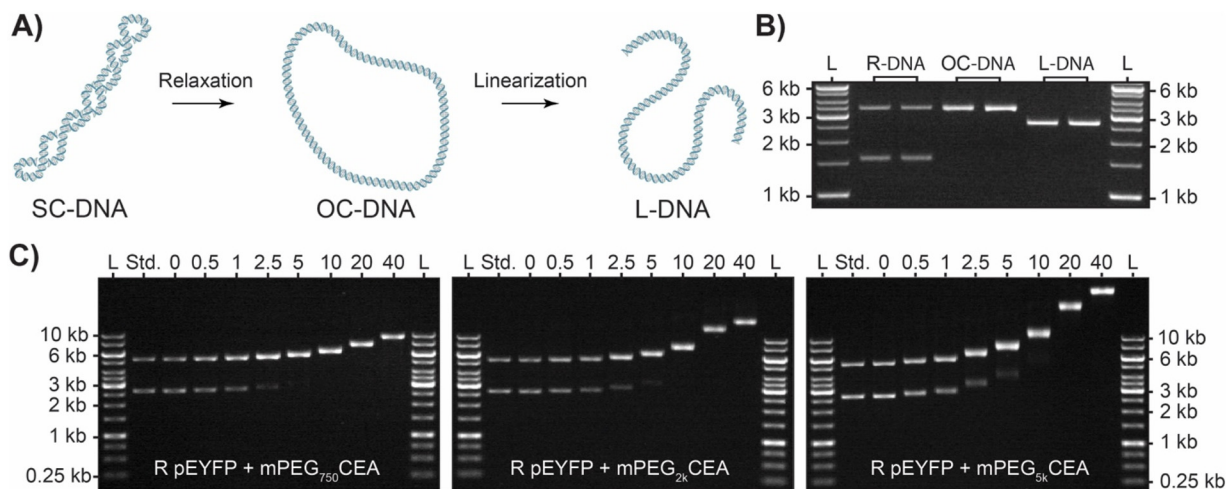 A)
Relaxation
Linearization
SC-DNA
OC-DNA
L-DNA
B)
L R-DNA OC-DNA L-DNA L
6 kb 6 kb
3 kb 3 kb
2 kb 2 kb
1 kb 1 kb
C)
L Std. 0 0.5 1 2.5 5 10 20 40 L
L Std. 0 0.5 1 2.5 5 10 20 40 L
L Std. 0 0.5 1 2.5 5 10 20 40 L
10 kb
6 kb
3 kb
2 kb
1 kb
0.25 kb
R pEYFP + mPEG750CEA
R pEYFP + mPEG2kCEA
R pEYFP + mPEG5kCEA
10 kb
6 kb
3 kb
2 kb
1 kb
0.25 kb